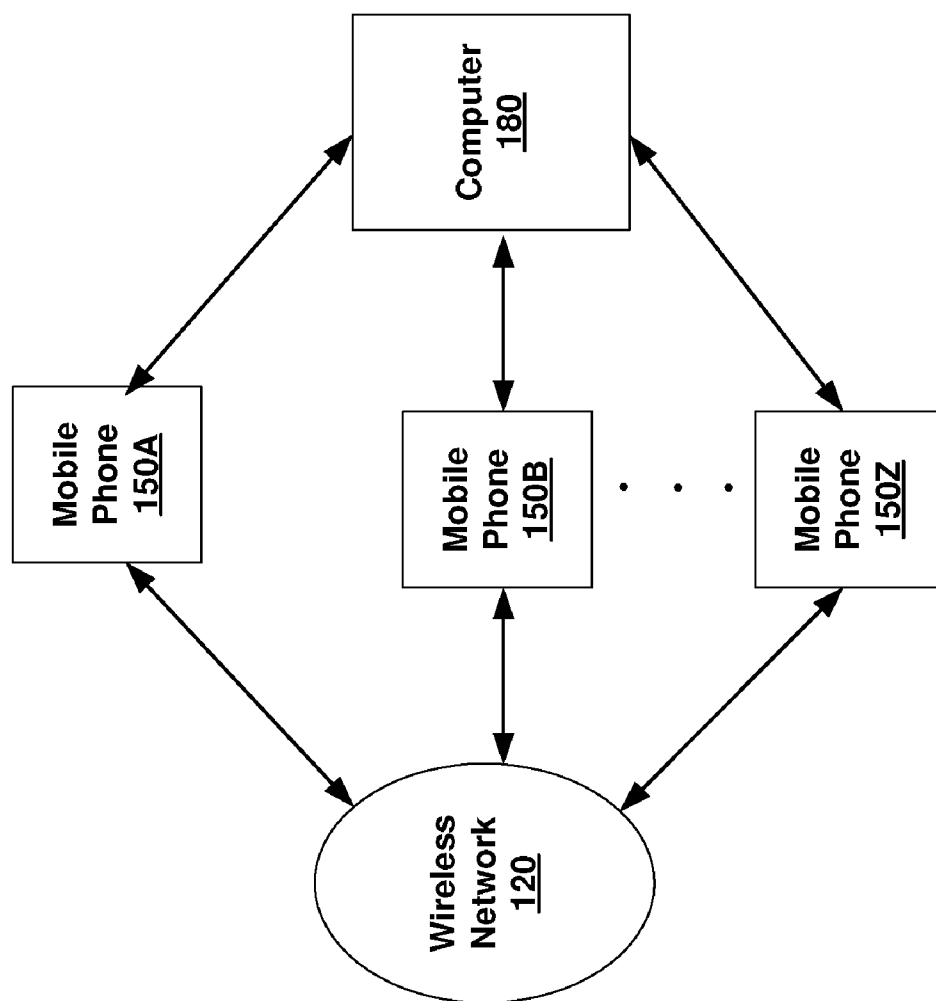 Mobile
Phone
150A
Wireless
Network
120
Mobile
Phone
150B
Computer
180
Mobile
Phone
150Z